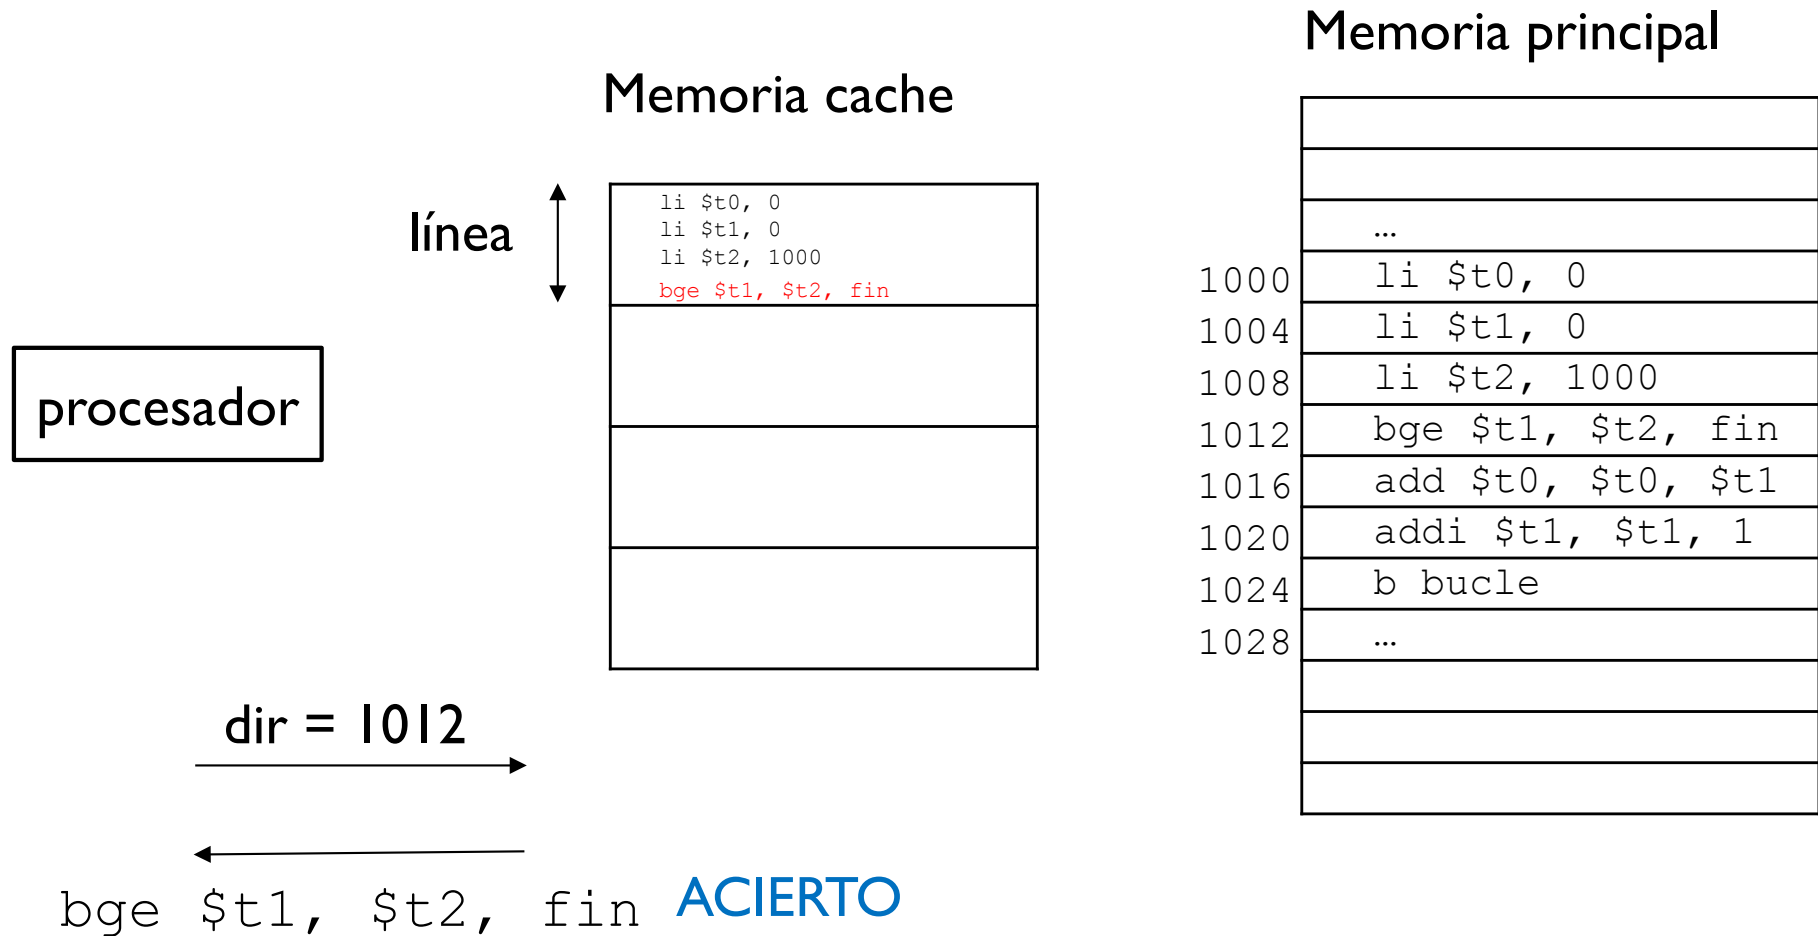 Memoria principal
Memoria cache
línea
li $t0, 0
li $t1, 0
li $t2, 1000
bge $t1, $t2, fin
procesador
…
1000 li $t0, 0
1004 li $t1, 0
1008 li $t2, 1000
1012 bge $t1, $t2, fin
1016 add $t0, $t0, $t1
1020 addi $t1, $t1, 1
1024 b bucle
1028 …
dir = 1012
bge $t1, $t2, fin ACIERTO